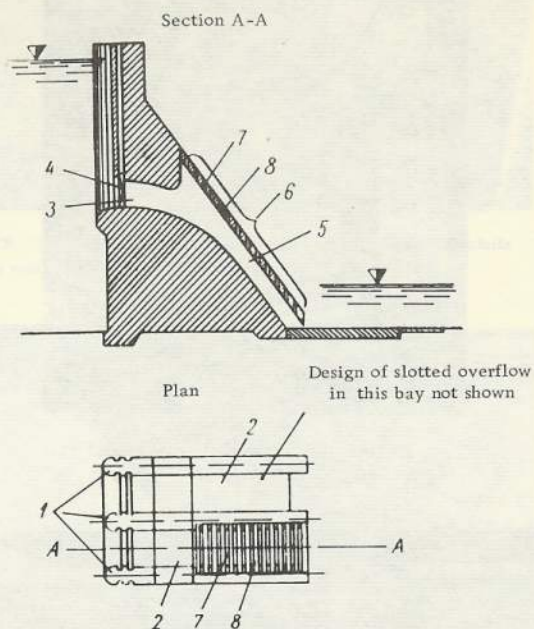 Section A-A
7
8
6
4
3
5
Plan
Design of slotted overflow
in this bay not shown
2
1
A
A
2
7
8